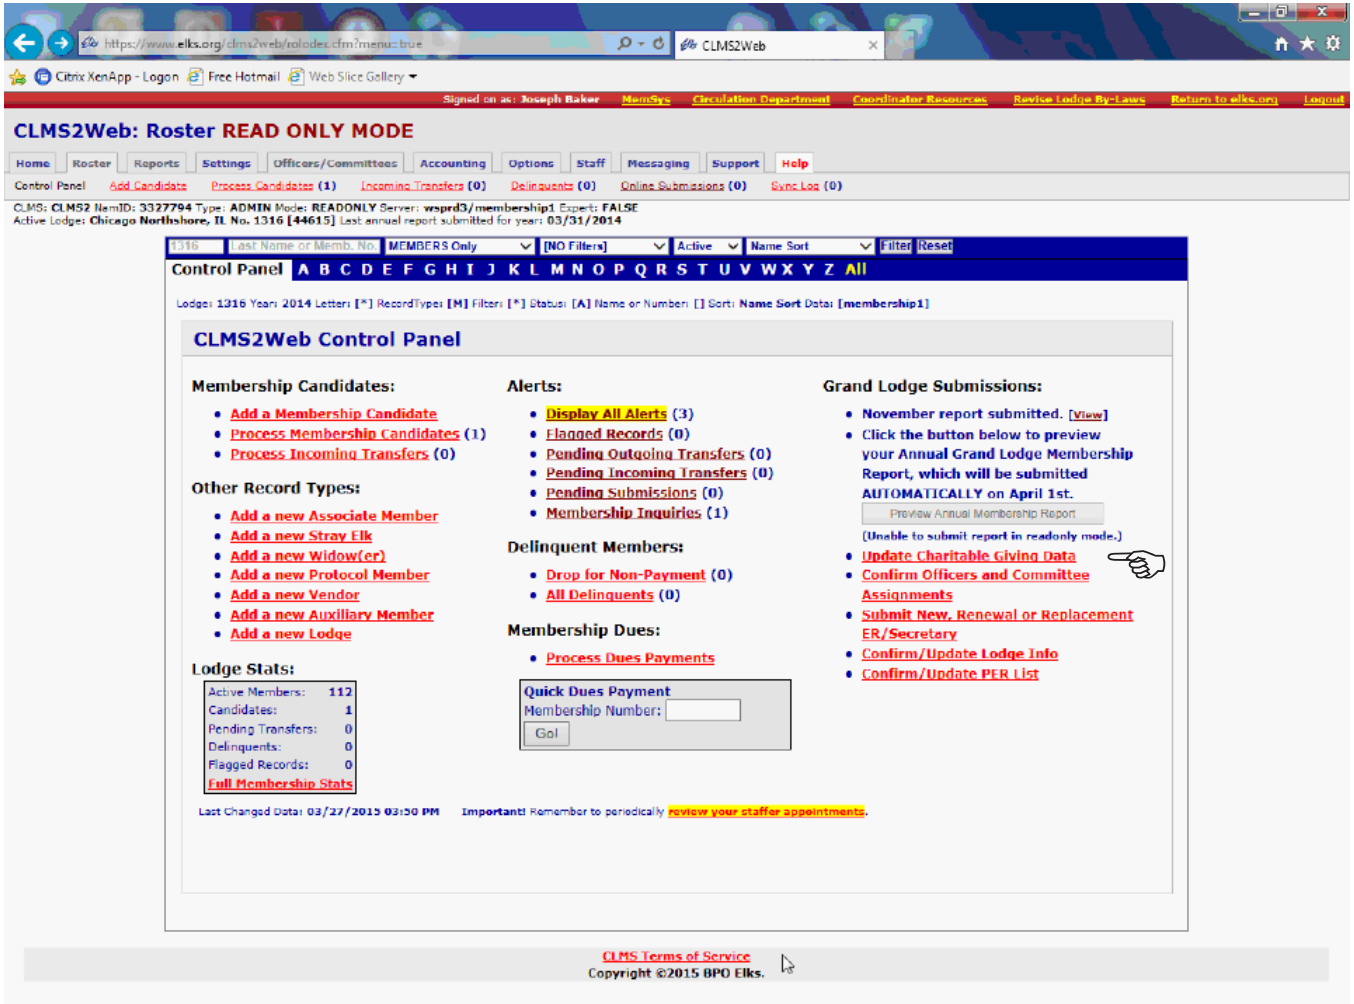 https://www.elks.org/clms2web/rolodex.cfm?menu=true
CLMS2Web
Citrix XenApp - Logon Free Hotmail Web Slice Gallery
Signed on as: Joseph Baker MemSys Circulation Department Coordinator Resources Revise Lodge By-Laws Return to elks.org Logout
CLMS2Web: Roster READ ONLY MODE
Home Roster Reports Settings Officers/Committees Accounting Options Staff Messaging Support Help
Control Panel Add Candidate Process Candidates (1) Incoming Transfers (0) Delinquents (0) Online Submissions (0) Sync Log (0)
CLMS: CLMS2 NamID: 3327794 Type: ADMIN Mode: READONLY Server: wsprd3/membership1 Expert: FALSE
Active Lodge: Chicago Northshore, IL No. 1316 [44615] Last annual report submitted for year: 03/31/2014
1316 Last Name or Memb. No. MEMBERS Only [NO Filters] Active Name Sort Filter Reset
Control Panel A B C D E F G H I J K L M N O P Q R S T U V W X Y Z All
Lodge: 1316 Year: 2014 Letter: [*] RecordType: [M] Filter: [*] Status: [A] Name or Number: [] Sort: Name Sort Data: [membership1]
CLMS2Web Control Panel
Membership Candidates:
• Add a Membership Candidate
• Process Membership Candidates (1)
• Process Incoming Transfers (0)
Other Record Types:
• Add a new Associate Member
• Add a new Stray Elk
• Add a new Widow(er)
• Add a new Protocol Member
• Add a new Vendor
• Add a new Auxiliary Member
• Add a new Lodge
Lodge Stats:
Active Members: 112
Candidates: 1
Pending Transfers: 0
Delinquents: 0
Flagged Records: 0
Full Membership Stats
Alerts:
• Display All Alerts (3)
• Flagged Records (0)
• Pending Outgoing Transfers (0)
• Pending Incoming Transfers (0)
• Pending Submissions (0)
• Membership Inquiries (1)
Delinquent Members:
• Drop for Non-Payment (0)
• All Delinquents (0)
Membership Dues:
• Process Dues Payments
Quick Dues Payment
Membership Number:
Go!
Grand Lodge Submissions:
• November report submitted. [View]
• Click the button below to preview
your Annual Grand Lodge Membership
Report, which will be submitted
AUTOMATICALLY on April 1st.
Preview Annual Membership Report
(Unable to submit report in readonly mode.)
• Update Charitable Giving Data
• Confirm Officers and Committee
Assignments
• Submit New, Renewal or Replacement
ER/Secretary
• Confirm/Update Lodge Info
• Confirm/Update PER List
Last Changed Data: 03/27/2015 03:50 PM Important! Remember to periodically review your staffer appointments.
CLMS Terms of Service
Copyright ©2015 BPO Elks.